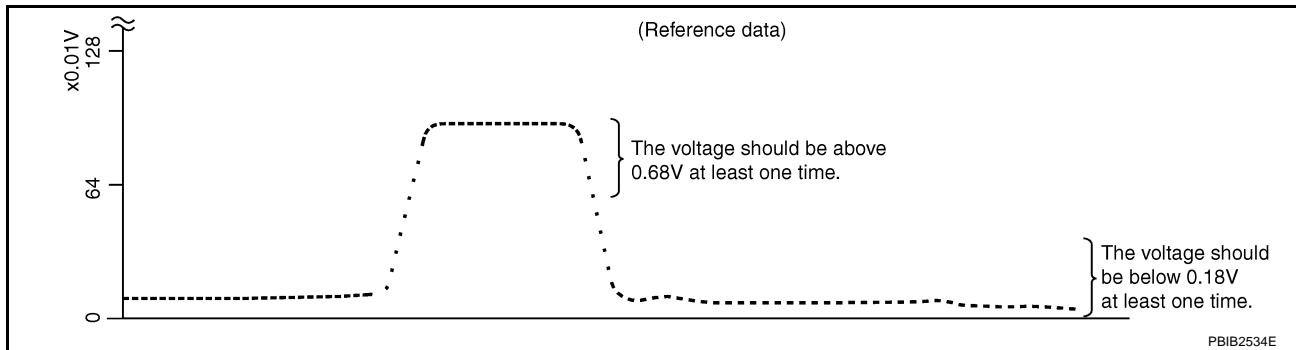 (Reference data)
x0.01V
128
64
0
The voltage should be above
0.68V at least one time.
The voltage should
be below 0.18V
at least one time.
PBIB2534E